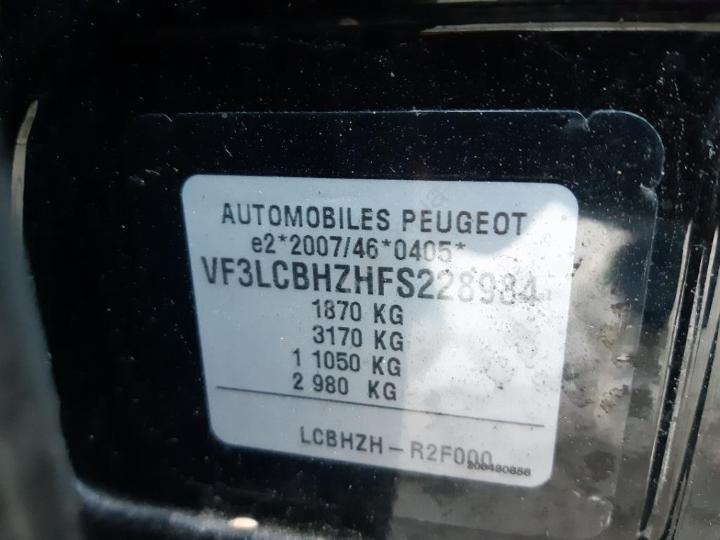 AUTOMOBILES PEUGEOT
e2*2007/46*0405*
VF3LCBHZHFS228984
1870 KG
3170 KG
1 1050 KG
2 980 KG
LCBHZH-R2F000